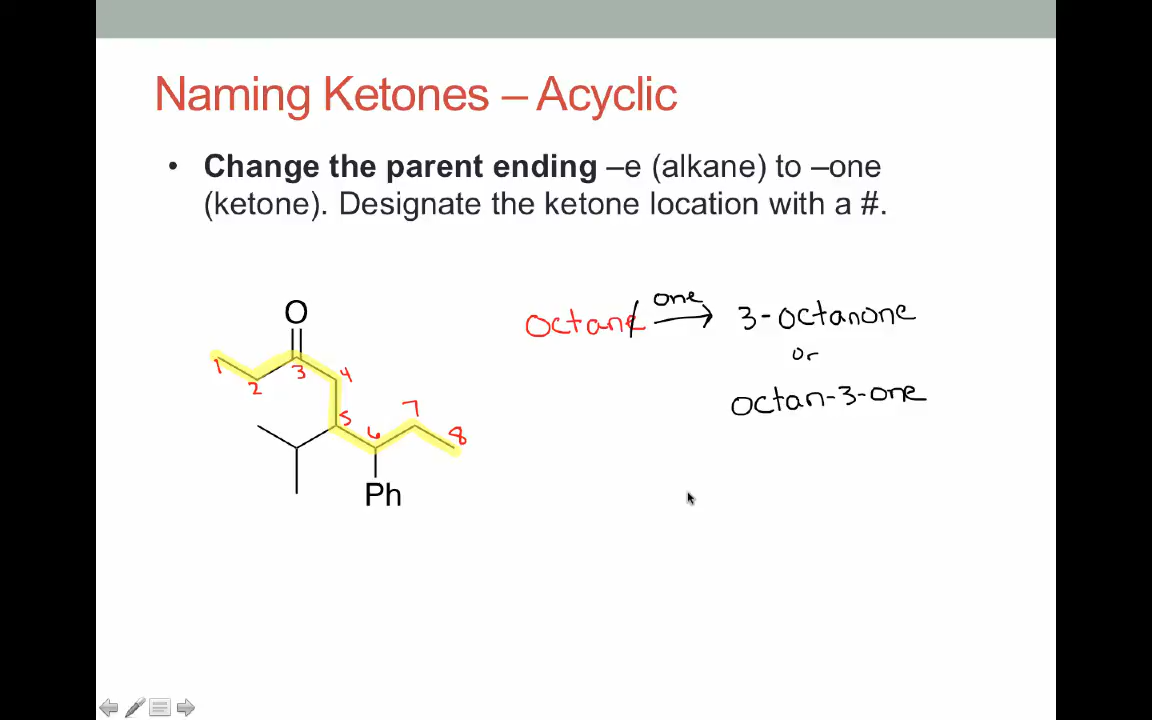 Naming Ketones – Acyclic
• Change the parent ending –e (alkane) to –one
(ketone). Designate the ketone location with a #.
O
octane one 3-octanone
or
octan-3-one
1 2 3 4
5 6 7 8
Ph